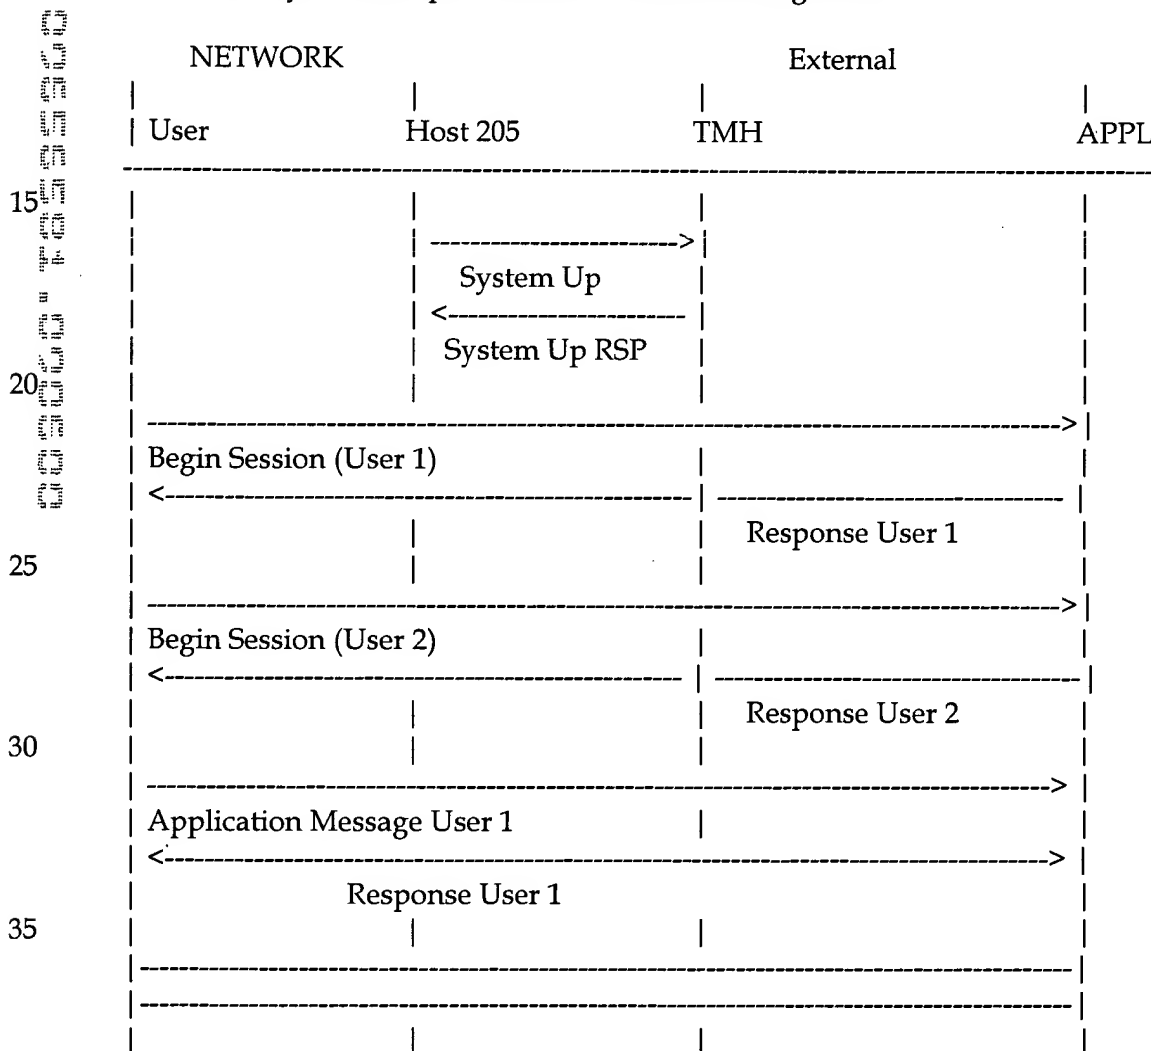 NETWORK External
User Host 205 TMH APPL
15
System Up
System Up RSP
20
Begin Session (User 1)
Response User 1
25
Begin Session (User 2)
Response User 2
30
Application Message User 1
Response User 1
35